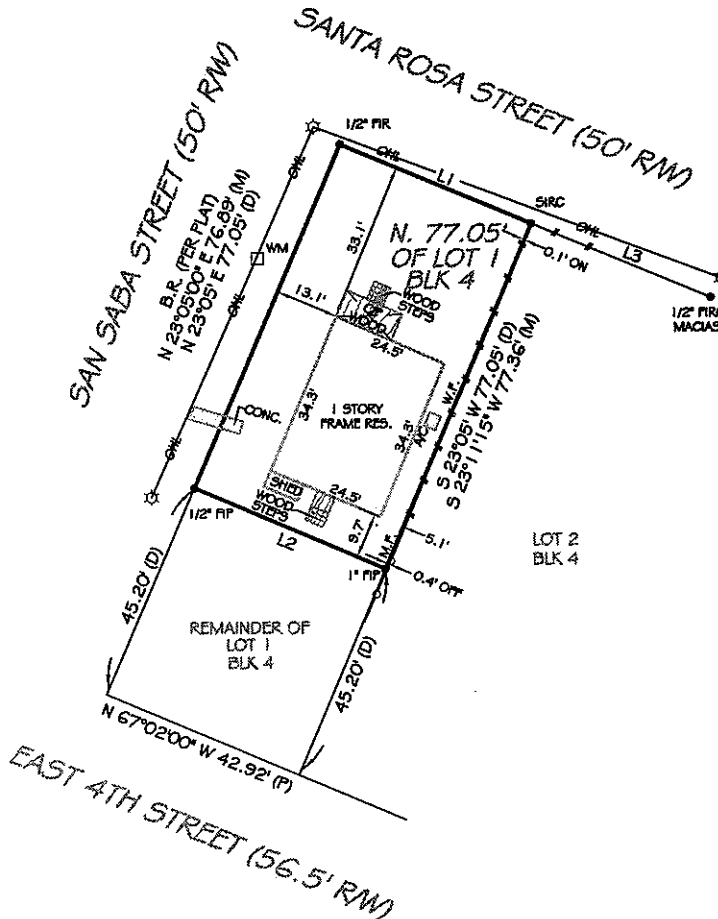 SANTA ROSA STREET (50' R/W)
SAN SABA STREET (50' R/W)
1/2" FIR
OHL
L1
OHL
SIRC
OHL
L3
0.1' ON
1/2" FIR
MACIAS
OHL
WM
B.R. (PER PLAT)
N 23°05'00" E 76.89' (M)
N 23°05' E 77.05' (D)
OHL
OHL
33.1'
N. 77.05'
OF LOT 1
BLK 4
13.1'
WOOD
STEPS
WOOD
24.5'
34.3'
1 STORY
FRAME RES.
34.3'
A/C
W.F.
S 23°05' W 77.05' (D)
S 23°11'15" W 77.36' (M)
CONC.
SHED
24.5'
WOOD
STEPS
9.7'
1/2" FIP
L2
M.F.
5.1'
1" FIP
0.4' OFF
LOT 2
BLK 4
45.20' (D)
REMAINDER OF
LOT 1
BLK 4
45.20' (D)
N 67°02'00" W 42.92' (P)
EAST 4TH STREET (56.5' R/W)